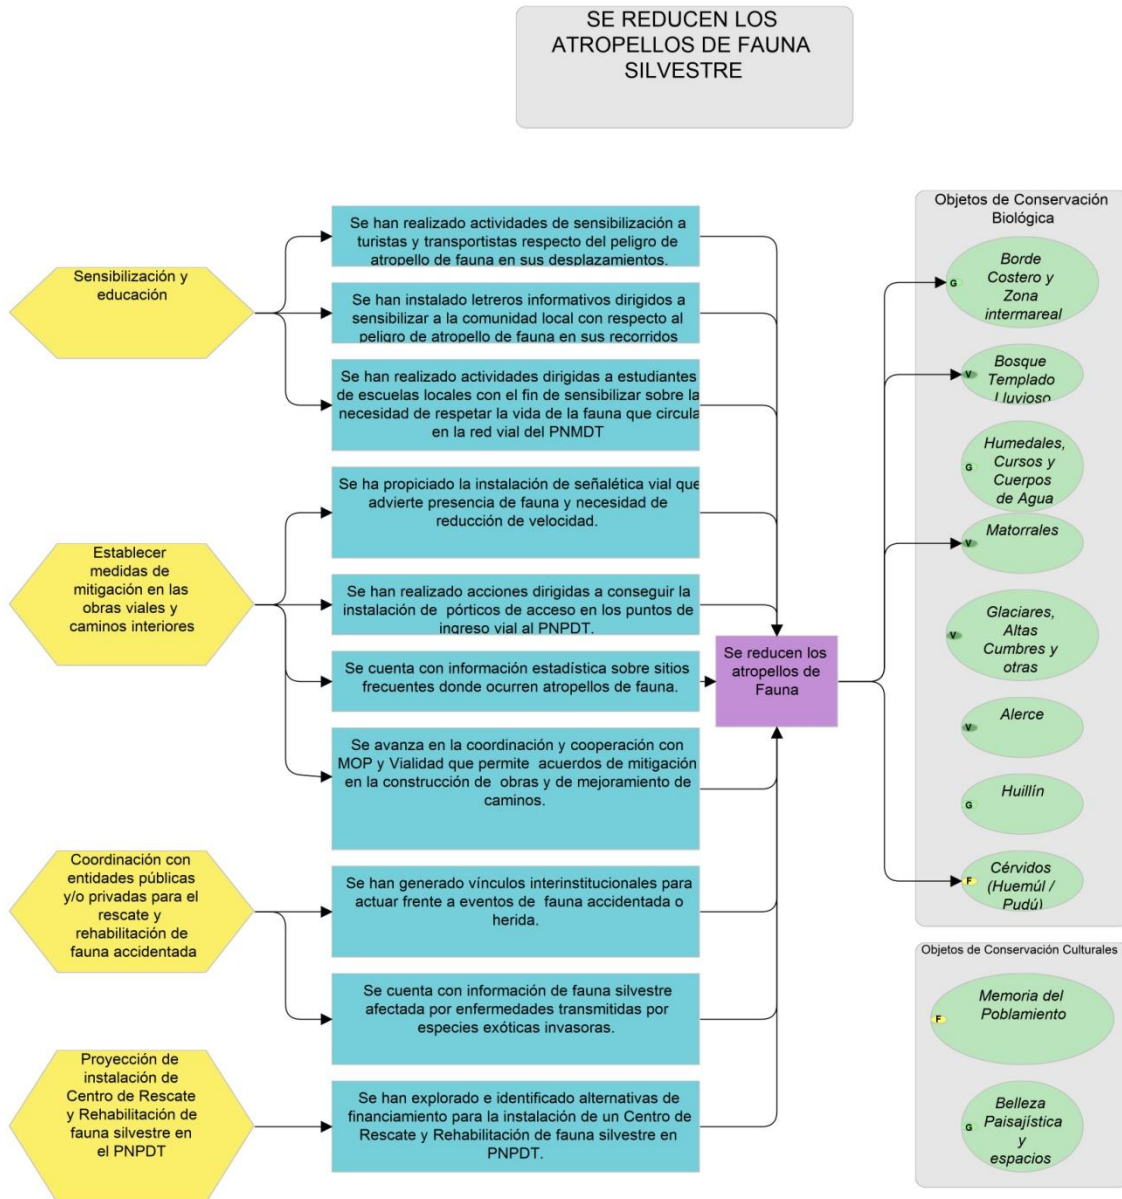 SE REDUCEN LOS
ATROPELLOS DE FAUNA
SILVESTRE
Sensibilización y
educación
Establecer
medidas de
mitigación en las
obras viales y
caminos interiores
Coordinación con
entidades públicas
y/o privadas para el
rescate y
rehabilitación de
fauna accidentada
Proyección de
instalación de
Centro de Rescate
y Rehabilitación de
fauna silvestre en
el PNPDT
Se han realizado actividades de sensibilización a
turistas y transportistas respecto del peligro de
atropello de fauna en sus desplazamientos.
Se han instalado letreros informativos dirigidos a
sensibilizar a la comunidad local con respecto al
peligro de atropello de fauna en sus recorridos
Se han realizado actividades dirigidas a estudiantes
de escuelas locales con el fin de sensibilizar sobre la
necesidad de respetar la vida de la fauna que circula
en la red vial del PNMDT
Se ha propiciado la instalación de señalética vial que
advierte presencia de fauna y necesidad de
reducción de velocidad.
Se han realizado acciones dirigidas a conseguir la
instalación de pórticos de acceso en los puntos de
ingreso vial al PNPDT.
Se cuenta con información estadística sobre sitios
frecuentes donde ocurren atropellos de fauna.
Se avanza en la coordinación y cooperación con
MOP y Vialidad que permite acuerdos de mitigación
en la construcción de obras y de mejoramiento de
caminos.
Se han generado vínculos interinstitucionales para
actuar frente a eventos de fauna accidentada o
herida.
Se cuenta con información de fauna silvestre
afectada por enfermedades transmitidas por
especies exóticas invasoras.
Se han explorado e identificado alternativas de
financiamiento para la instalación de un Centro de
Rescate y Rehabilitación de fauna silvestre en
PNPDT.
Se reducen los
atropellos de
Fauna
Objetos de Conservación
Biológica
Borde
Costero y
Zona
intermareal
G
Bosque
Templado
Lluvioso
V
Humedales,
Cursos y
Cuerpos
de Agua
G
Matorrales
V
Glaciares,
Altas
Cumbres y
otras
V
Alerce
V
Huillín
G
Cérvidos
(Huemúl /
Pudú)
F
Objetos de Conservación Culturales
Memoria del
Poblamiento
F
Belleza
Paisajística
y
espacios
G